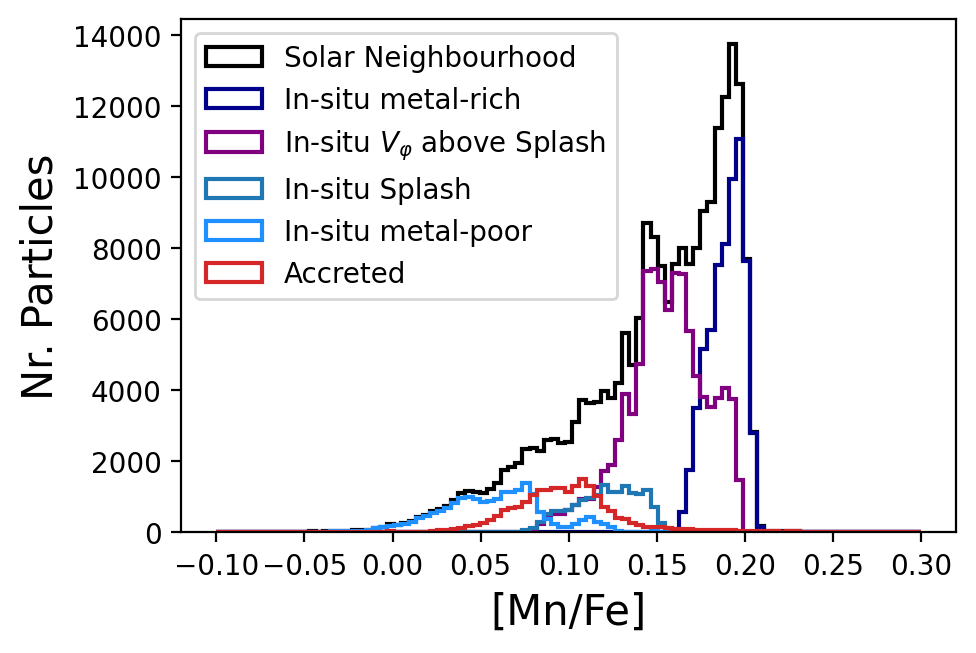 14000
12000
10000
8000
6000
4000
2000
0
Nr. Particles
Solar Neighbourhood
In-situ metal-rich
In-situ Vφ above Splash
In-situ Splash
In-situ metal-poor
Accreted
−0.10 −0.05 0.00 0.05 0.10 0.15 0.20 0.25 0.30
[Mn/Fe]